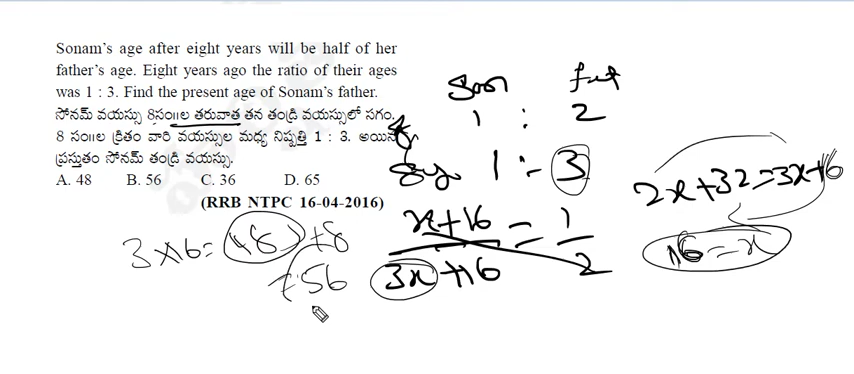 Sonam's age after eight years will be half of her
father's age. Eight years ago the ratio of their ages
was 1 : 3. Find the present age of Sonam's father.
సోనమ్ వయస్సు 8సం॥ల తరువాత తన తండ్రి వయస్సులో సగం.
8 సం॥ల క్రితం వారి వయస్సుల మధ్య నిష్పత్తి 1 : 3. అయిన
ప్రస్తుతం సోనమ్ తండ్రి వయస్సు.
A. 48 B. 56 C. 36 D. 65
(RRB NTPC 16-04-2016)
Son Fat
1 : 2
8y 1 : 3
x+16 = 1
3x+16 2
2x+32=3x+16
16=x
3×16= 48+8
=56